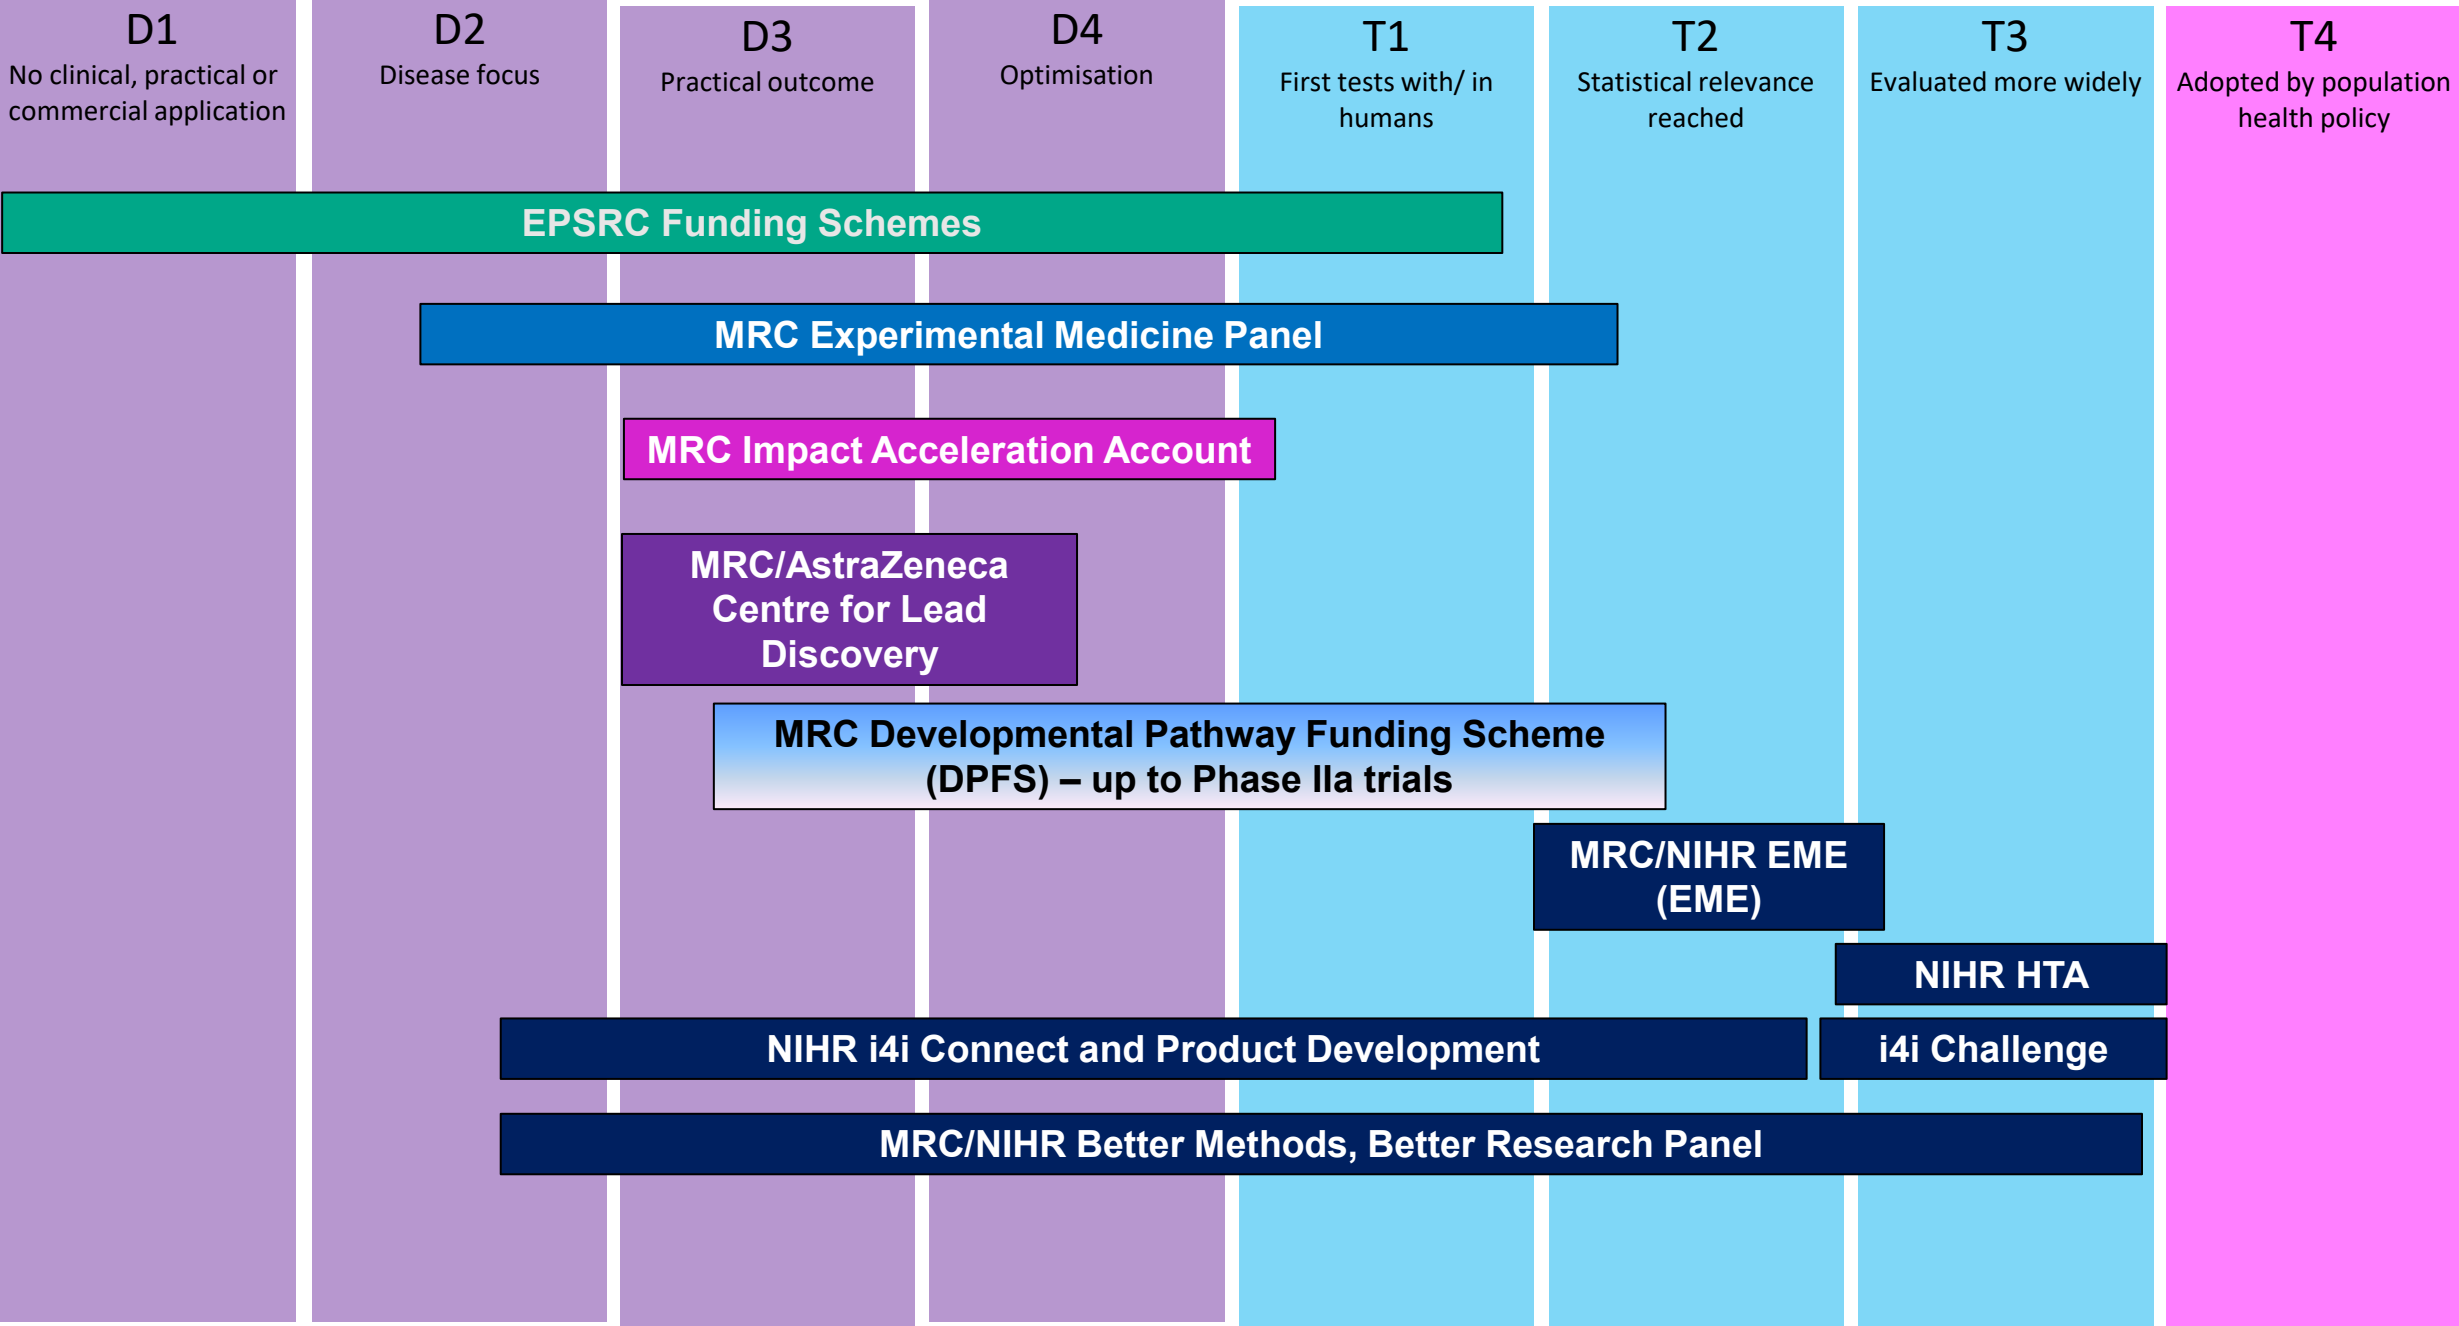 D1
No clinical, practical or
commercial application
D2
Disease focus
D3
Practical outcome
D4
Optimisation
T1
First tests with/ in
humans
T2
Statistical relevance
reached
T3
Evaluated more widely
T4
Adopted by population
health policy
EPSRC Funding Schemes
MRC Experimental Medicine Panel
MRC Impact Acceleration Account
MRC/AstraZeneca
Centre for Lead
Discovery
MRC Developmental Pathway Funding Scheme
(DPFS) – up to Phase IIa trials
MRC/NIHR EME
(EME)
NIHR HTA
NIHR i4i Connect and Product Development
i4i Challenge
MRC/NIHR Better Methods, Better Research Panel